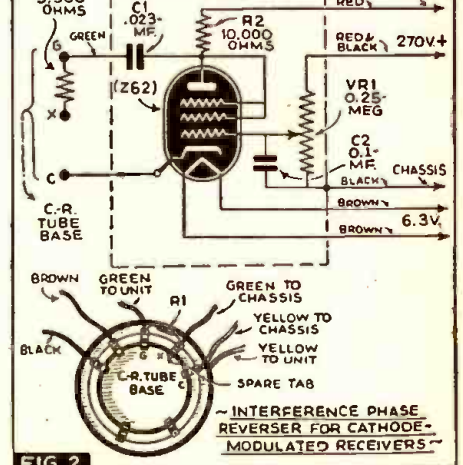 OHMS
C1
.023-
MF.
GREEN
G
R2
10,000
OHMS
RED
RED &
BLACK
270V.+
(Z62)
VR1
0.25-
MEG
X
C2
0.1-
MF.
C
BLACK
CHASSIS
C.-R.
TUBE
BASE
BROWN
6.3V.
BROWN
BROWN
GREEN
TO UNIT
R1
GREEN TO
CHASSIS
YELLOW TO
CHASSIS
YELLOW
TO UNIT
BLACK
G
X
C
C.-R. TUBE
BASE
SPARE TAB
~INTERFERENCE PHASE
REVERSER FOR CATHODE-
MODULATED RECEIVERS~
FIG 2